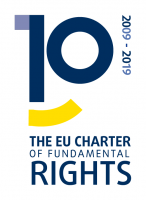 10
2009 - 2019
THE EU CHARTER
OF FUNDAMENTAL
RIGHTS